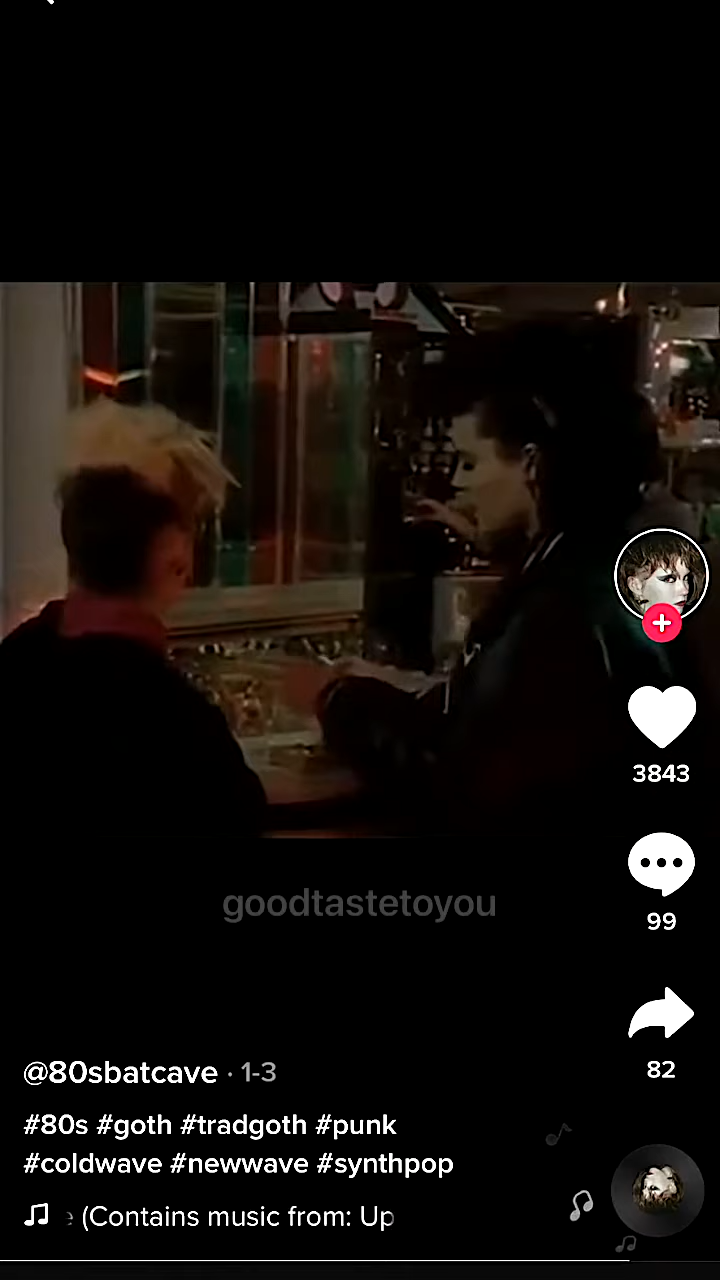 3843
99
goodtastetoyou
82
@80sbatcave · 1-3
#80s #goth #tradgoth #punk
#coldwave #newwave #synthpop
(Contains music from: Up